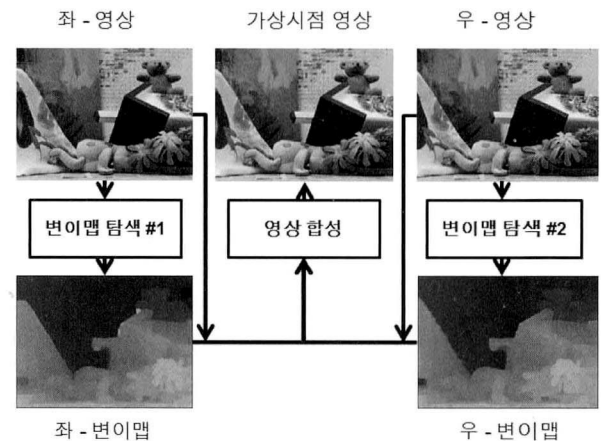 좌 - 영상
가상시점 영상
우 - 영상
변이맵 탐색 #1
영상 합성
변이맵 탐색 #2
좌 - 변이맵
우 - 변이맵